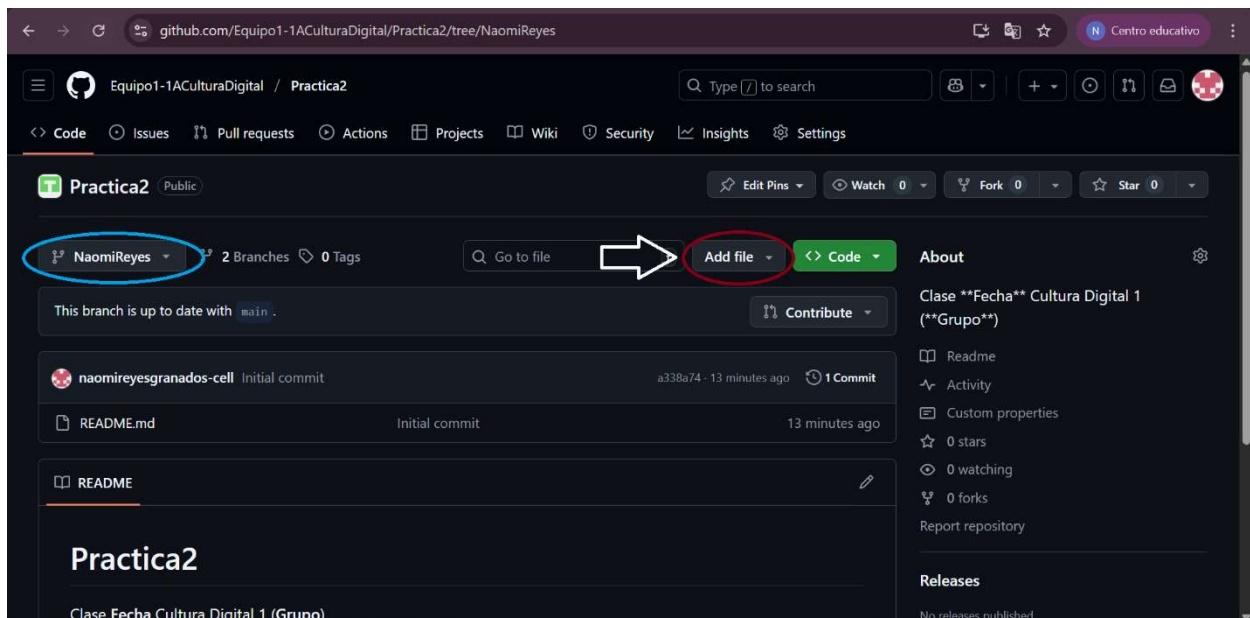 github.com/Equipo1-1ACulturaDigital/Practica2/tree/NaomiReyes
N Centro educativo
Equipo1-1ACulturaDigital / Practica2
Type / to search
Code Issues Pull requests Actions Projects Wiki Security Insights Settings
Practica2 Public
Edit Pins Watch 0 Fork 0 Star 0
NaomiReyes 2 Branches 0 Tags Go to file Add file Code
This branch is up to date with main .
Contribute
naomireyesgranados-cell Initial commit a338a74 · 13 minutes ago 1 Commit
README.md Initial commit 13 minutes ago
README
Practica2
Clase Fecha Cultura Digital 1 (Grupo)
About
Clase **Fecha** Cultura Digital 1
(**Grupo**)
Readme
Activity
Custom properties
0 stars
0 watching
0 forks
Report repository
Releases
No releases published